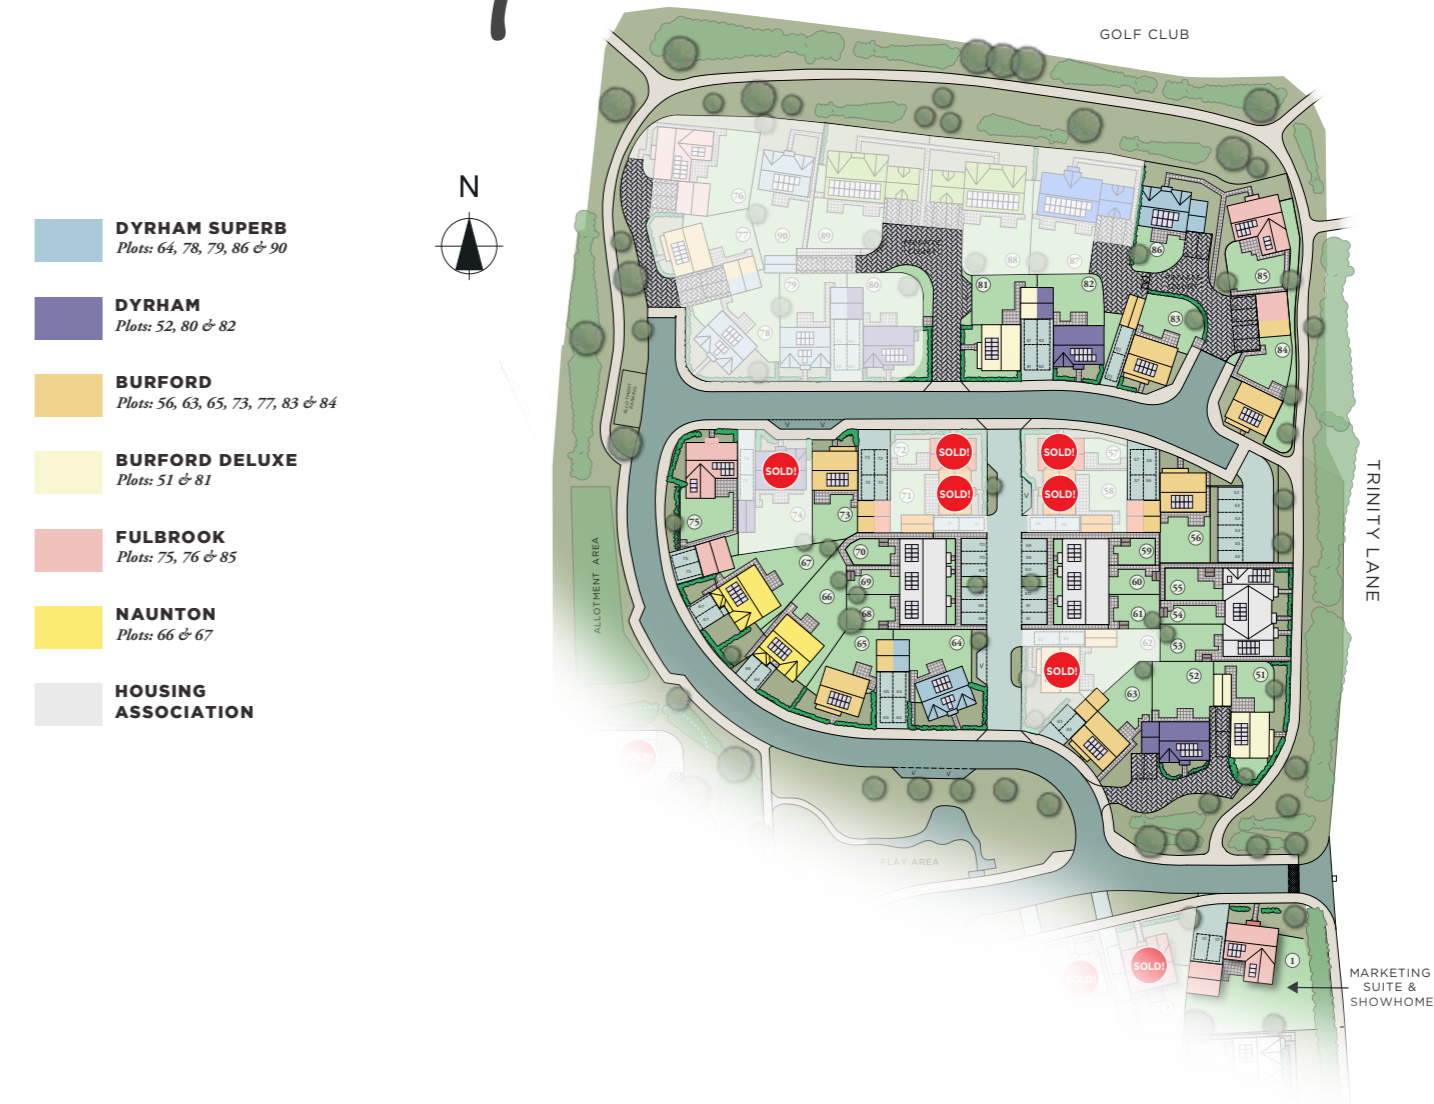 GOLF CLUB
N
DYRHAM SUPERB
Plots: 64, 78, 79, 86 & 90
DYRHAM
Plots: 52, 80 & 82
BURFORD
Plots: 56, 63, 65, 73, 77, 83 & 84
BURFORD DELUXE
Plots: 51 & 81
FULBROOK
Plots: 75, 76 & 85
NAUNTON
Plots: 66 & 67
HOUSING
ASSOCIATION
76
77
90
89
88
87
86
85
79
80
81
82
83
78
84
ALLOTMENT
PARKING
72
SOLD!
SOLD!
57
SOLD!
71
SOLD!
SOLD!
58
75
74
73
56
TRINITY LANE
ALLOTMENT AREA
70
59
67
69
60
55
66
68
61
54
65
64
62
53
SOLD!
63
52
51
SOLD!
PLAY AREA
SOLD!
SOLD!
1
MARKETING
SUITE &
SHOWHOME